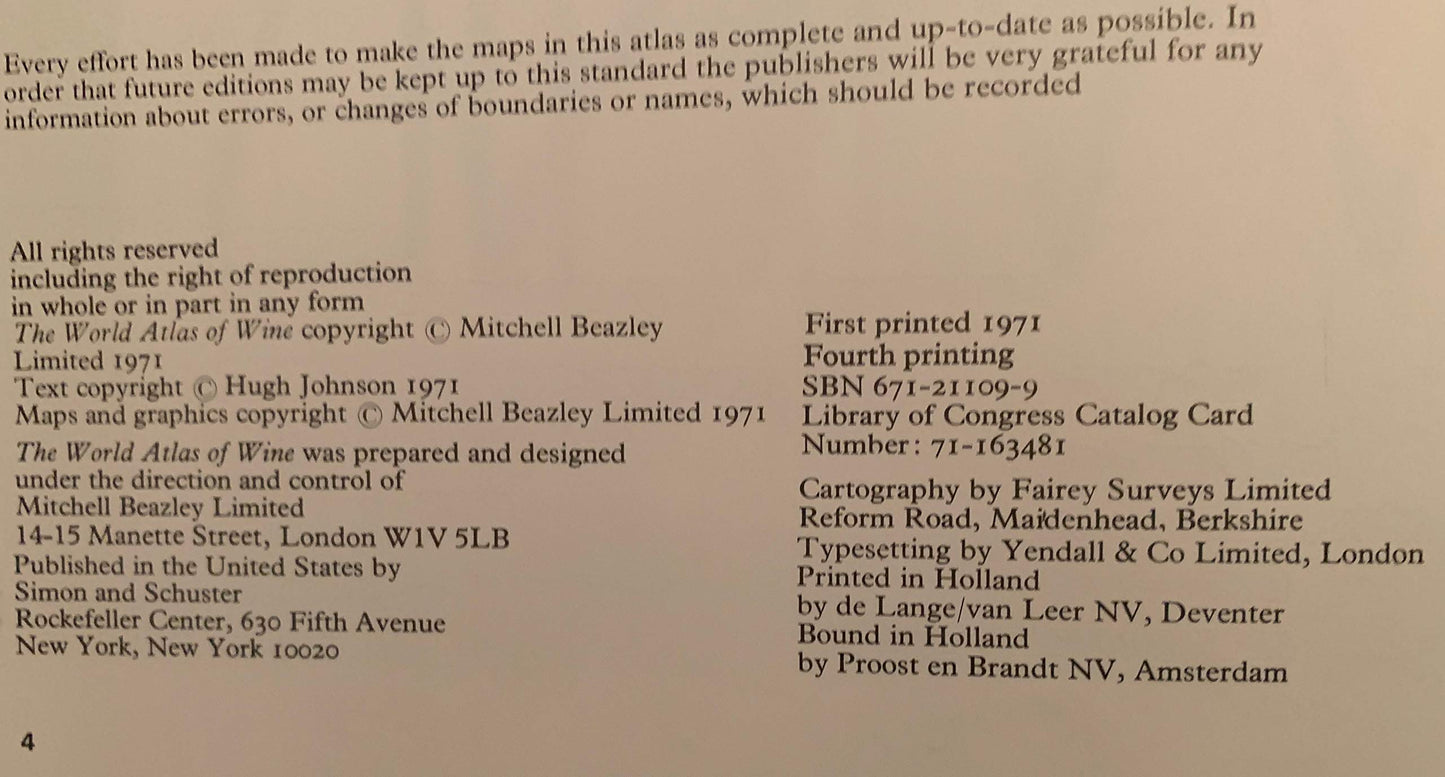 Every effort has been made to make the maps in this atlas as complete and up-to-date as possible. In
order that future editions may be kept up to this standard the publishers will be very grateful for any
information about errors, or changes of boundaries or names, which should be recorded
All rights reserved
including the right of reproduction
in whole or in part in any form
The World Atlas of Wine copyright © Mitchell Beazley
Limited 1971
Text copyright © Hugh Johnson 1971
Maps and graphics copyright © Mitchell Beazley Limited 1971
The World Atlas of Wine was prepared and designed
under the direction and control of
Mitchell Beazley Limited
14-15 Manette Street, London W1V 5LB
Published in the United States by
Simon and Schuster
Rockefeller Center, 630 Fifth Avenue
New York, New York 10020
First printed 1971
Fourth printing
SBN 671-21109-9
Library of Congress Catalog Card
Number: 71-163481
Cartography by Fairey Surveys Limited
Reform Road, Maidenhead, Berkshire
Typesetting by Yendall & Co Limited, London
Printed in Holland
by de Lange/van Leer NV, Deventer
Bound in Holland
by Proost en Brandt NV, Amsterdam
4